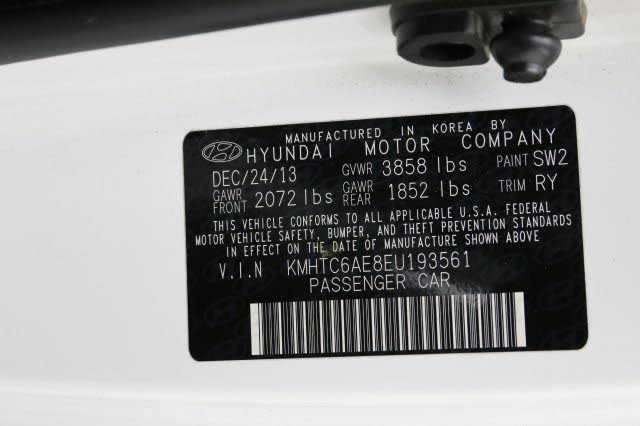 MANUFACTURED IN KOREA BY
HYUNDAI MOTOR COMPANY
DEC/24/13 GVWR 3858 lbs PAINT SW2
GAWR FRONT 2072 lbs GAWR REAR 1852 lbs TRIM RY
THIS VEHICLE CONFORMS TO ALL APPLICABLE U.S.A. FEDERAL
MOTOR VEHICLE SAFETY, BUMPER, AND THEFT PREVENTION STANDARDS
IN EFFECT ON THE DATE OF MANUFACTURE SHOWN ABOVE
V.I.N KMHTC6AE8EU193561
PASSENGER CAR